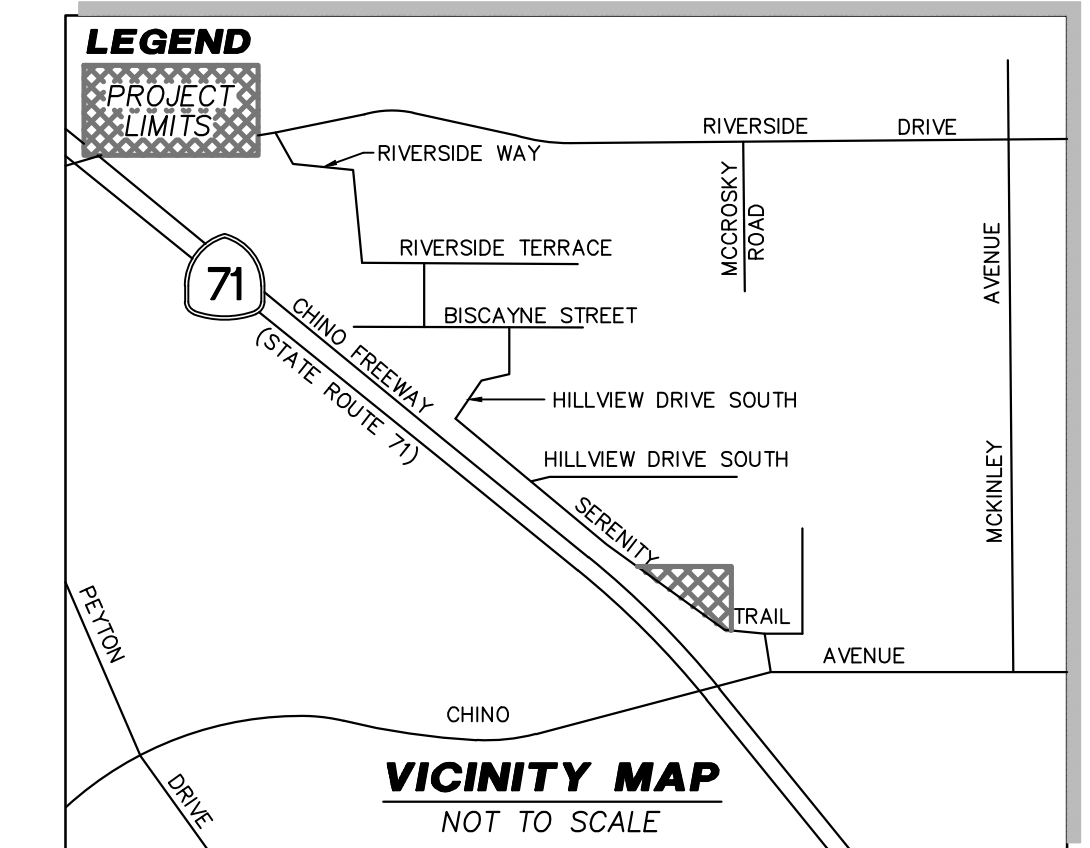 LEGEND
PROJECT
LIMITS
RIVERSIDE DRIVE
RIVERSIDE WAY
MCCROSKY
ROAD
AVENUE
RIVERSIDE TERRACE
71
CHINO FREEWAY
(STATE ROUTE 71)
BISCAYNE STREET
HILLVIEW DRIVE SOUTH
HILLVIEW DRIVE SOUTH
MCKINLEY
SERENITY
TRAIL
PEYTON
AVENUE
CHINO
DRIVE
VICINITY MAP
NOT TO SCALE